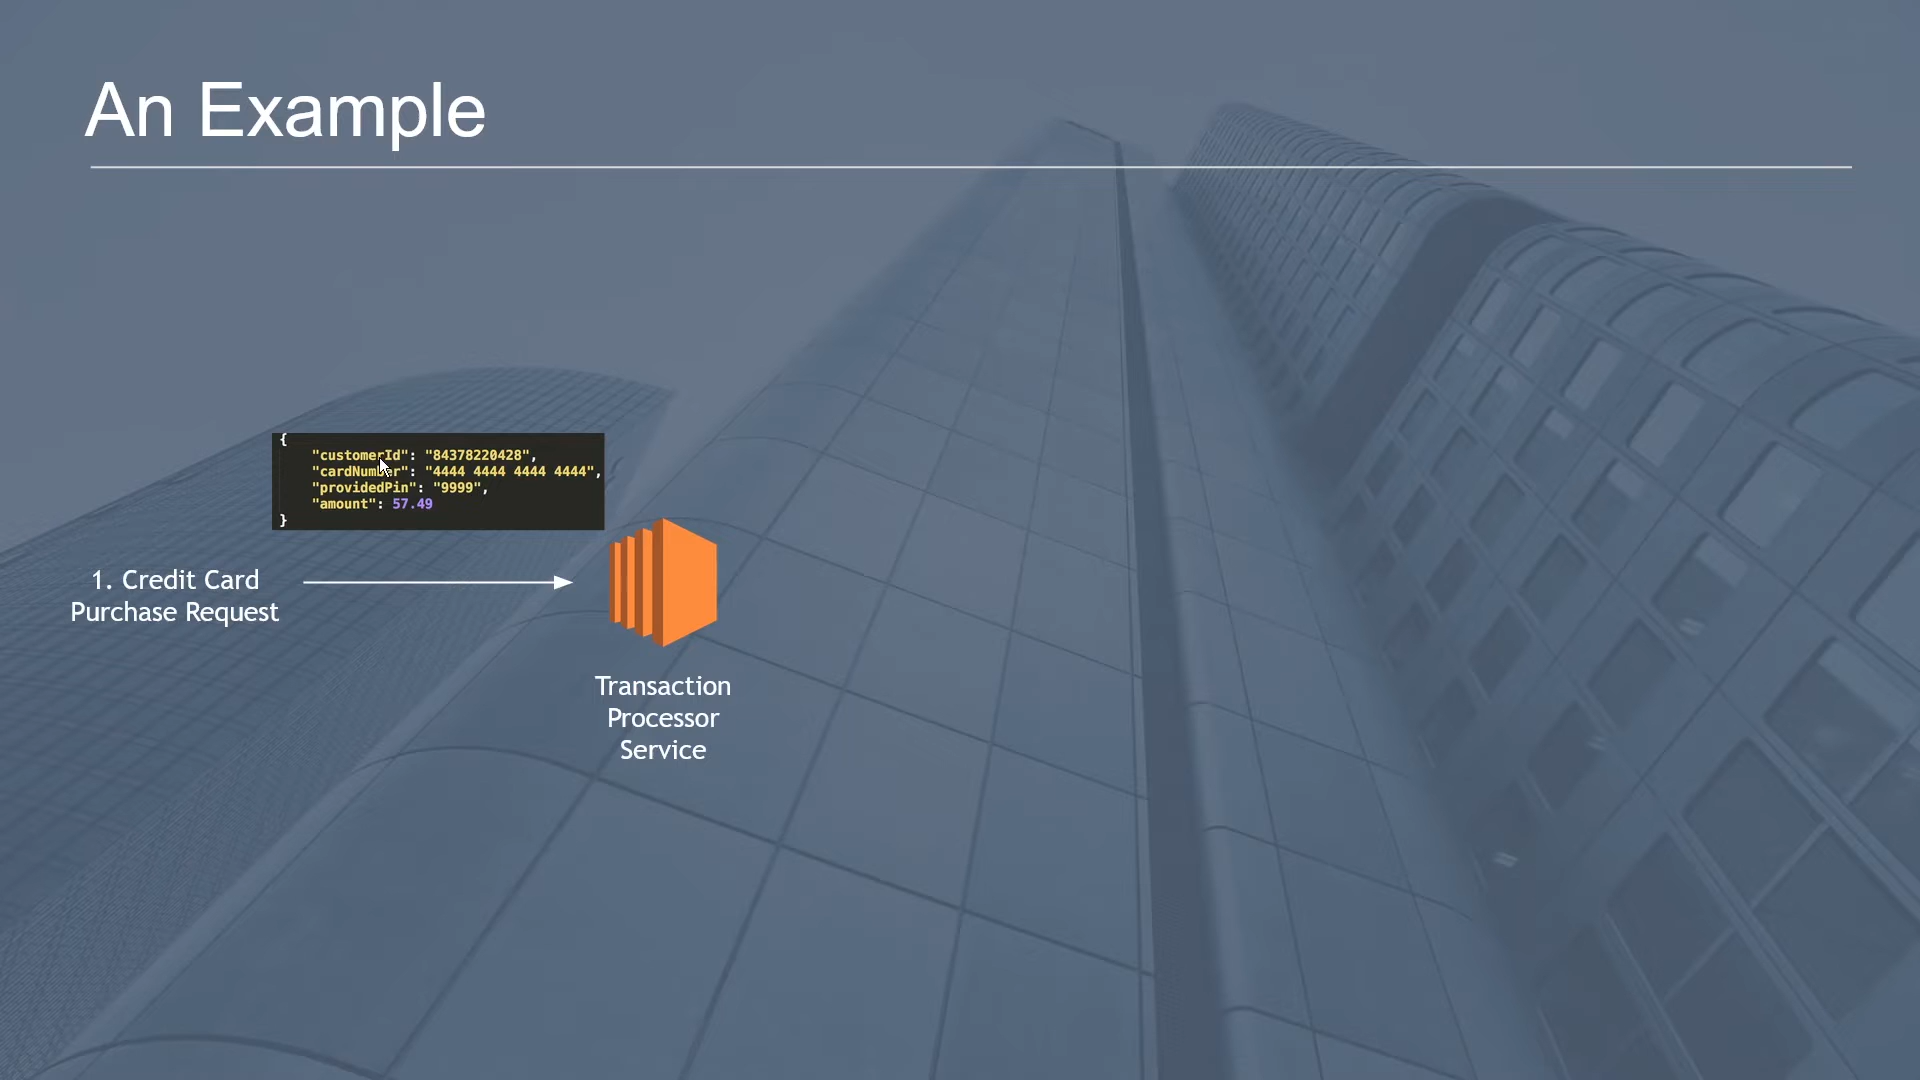 An Example
{
"customerId": "84378220428",
"cardNumber": "4444 4444 4444 4444",
"providedPin": "9999",
"amount": 57.49
}
1. Credit Card
Purchase Request
Transaction
Processor
Service